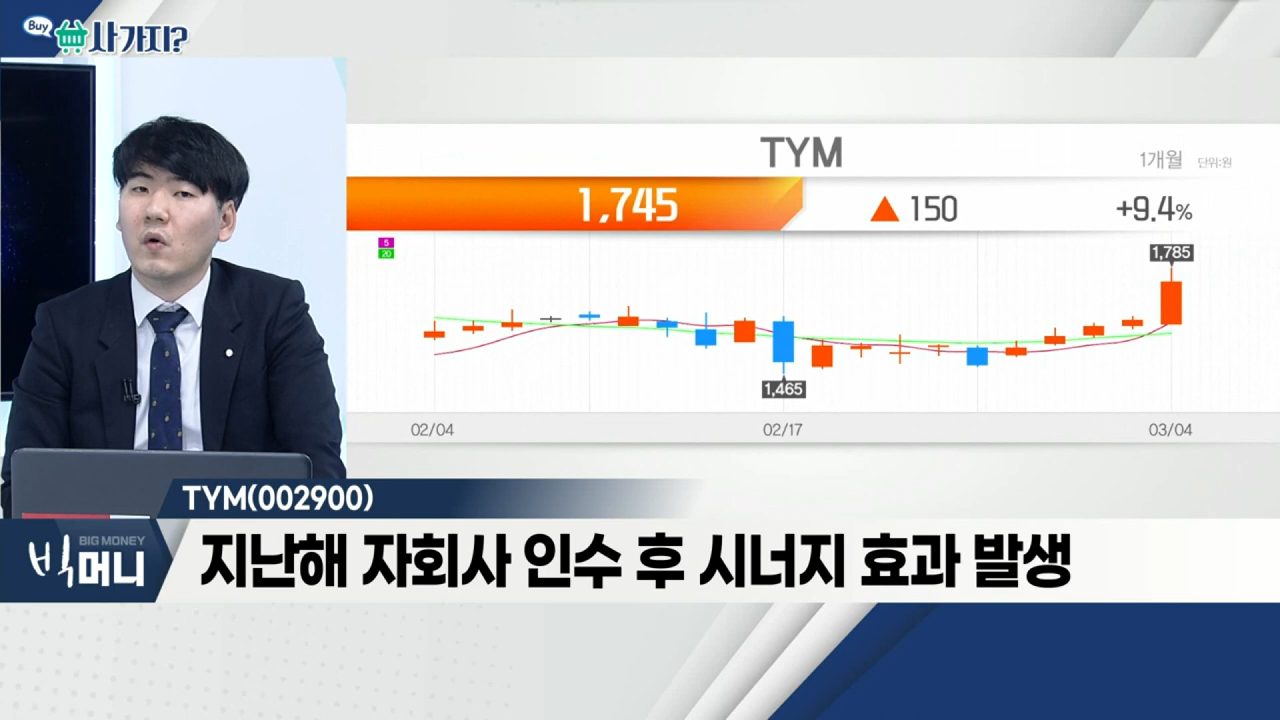 Buy
사가지?
TYM
1개월 단위:원
1,745
▲ 150
+9.4%
5
20
1,785
1,465
02/04
02/17
03/04
TYM(002900)
BIG MONEY
빅머니
지난해 자회사 인수 후 시너지 효과 발생